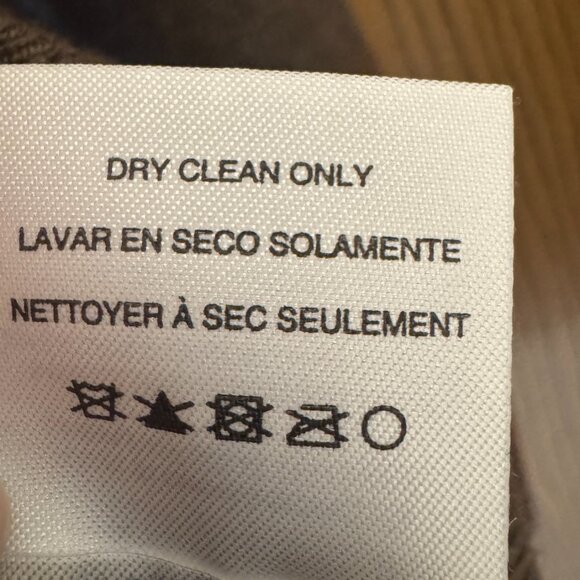 DRY CLEAN ONLY
LAVAR EN SECO SOLAMENTE
NETTOYER À SEC SEULEMENT